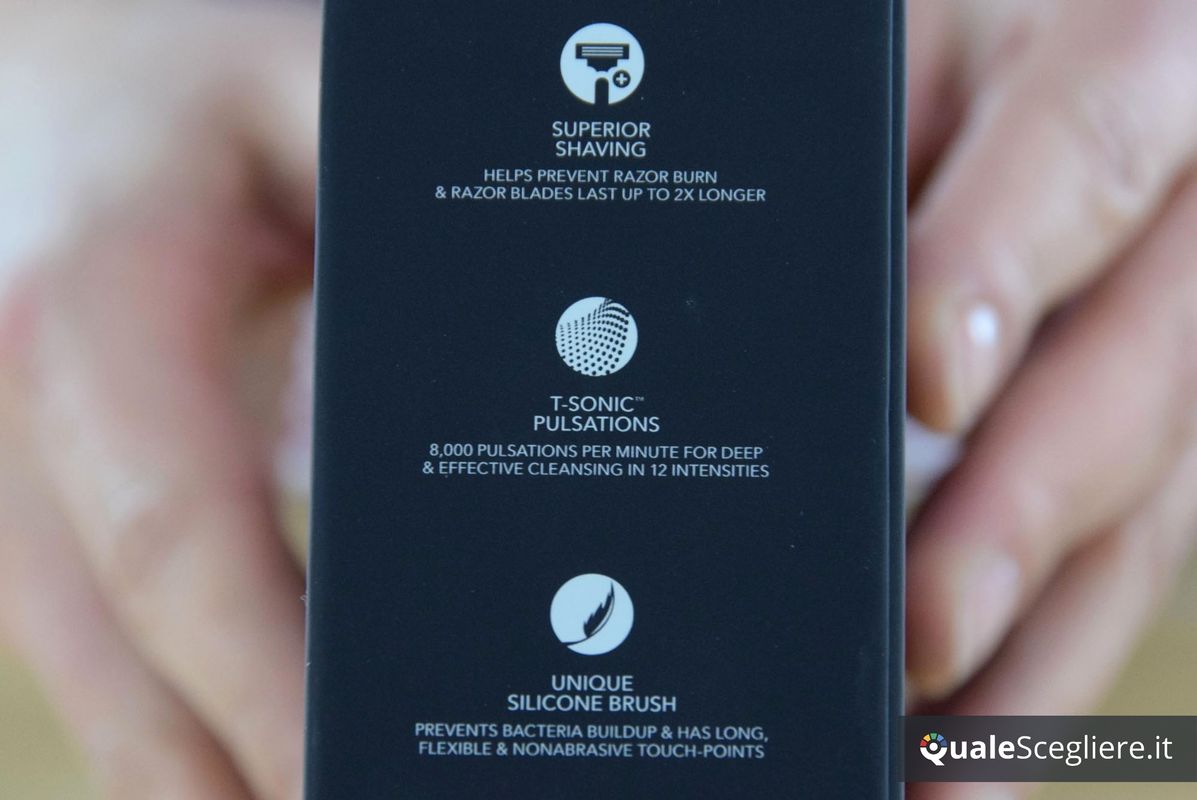 SUPERIOR
SHAVING
HELPS PREVENT RAZOR BURN
& RAZOR BLADES LAST UP TO 2X LONGER
T-SONIC™
PULSATIONS
8,000 PULSATIONS PER MINUTE FOR DEEP
& EFFECTIVE CLEANSING IN 12 INTENSITIES
UNIQUE
SILICONE BRUSH
PREVENTS BACTERIA BUILDUP & HAS LONG,
FLEXIBLE & NONABRASIVE TOUCH-POINTS
QualeScegliere.it